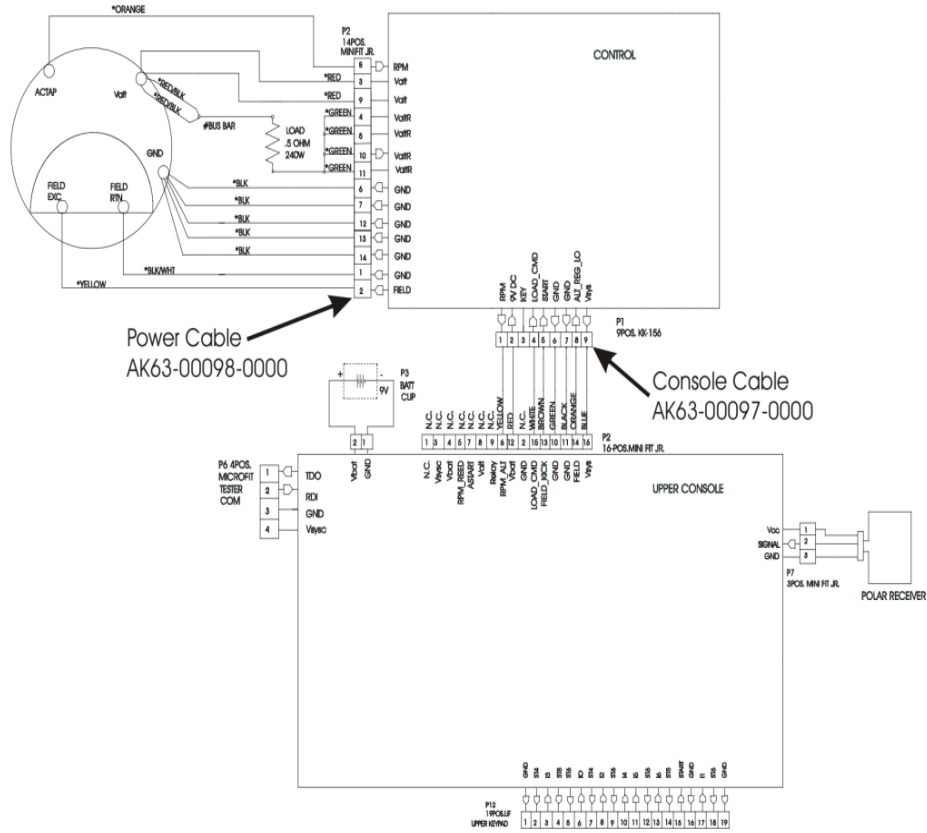 *ORANGE
P2
14POS.
MINIFIT JR.
CONTROL
8 RPM
ACTAP
Valt
*RED 3 Valt
*RED/BLK
*RED/BLK
*RED 9 Valt
#BUS BAR
LOAD
.5 OHM
240W
*GREEN 4 ValtR
*GREEN 5 ValtR
*GREEN 10 ValtR
*GREEN 11 ValtR
GND
*BLK 6 GND
*BLK 7 GND
*BLK 12 GND
*BLK 13 GND
*BLK 14 GND
FIELD
EXC
FIELD
RTN
*BLK/WHT 1 GND
*YELLOW 2 FIELD
RPM 9V DC KEY LOAD_CMD START GND GND ALT_REG_LO Vsys
P1
9POS. KK-156
1 2 3 4 5 6 7 8 9
Power Cable
AK63-00098-0000
Console Cable
AK63-00097-0000
+ -
9V
P3
BATT
CLIP
2 1
Vbat GND
N.C. N.C. N.C. N.C. N.C. N.C. N.C. YELLOW RED N.C. WHITE BROWN GREEN BLACK ORANGE BLUE
1 3 4 5 7 8 9 6 12 2 15 13 10 11 14 16
P2
16-POS.MINI FIT JR.
N.C. Vsysc Vbatt RPM_REED ASTART Valt Relay RPM_ALT Vbatt GND LOAD_CMD FIELD_KICK GND GND FIELD Vsys
P6 4POS.
MICROFIT
TESTER
COM
1 TDO
2 RDI
3 GND
4 Vsysc
UPPER CONSOLE
Vcc 1
SIGNAL 2
GND 3
P7
3POS. MINI FIT JR.
POLAR RECEIVER
P12
19POS.UF
UPPER KEYPAD
1 2 3 4 5 6 7 8 9 10 11 12 13 14 15 16 17 18 19